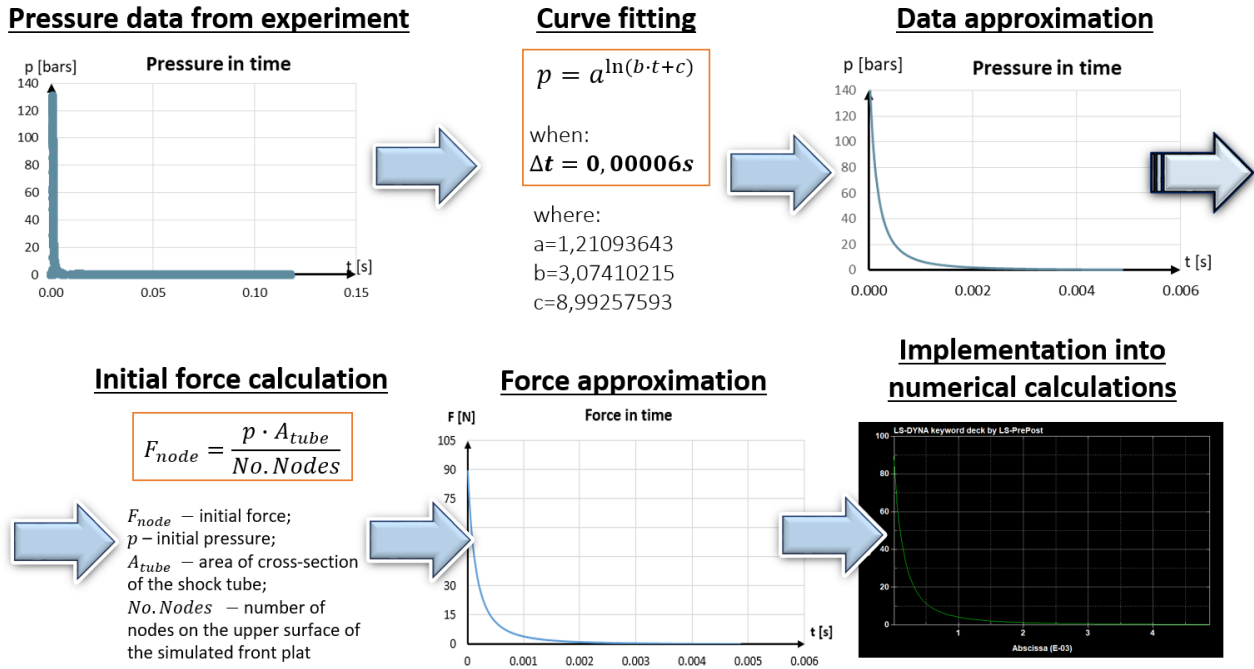 Pressure data from experiment
p [bars]
Pressure in time
140
120
100
80
60
40
20
0
t [s]
0.00
0.05
0.10
0.15
Curve fitting
p = a^ln(b·t+c)
when:
Δt = 0,00006s
where:
a=1,21093643
b=3,07410215
c=8,99257593
Data approximation
p [bars]
Pressure in time
140
120
100
80
60
40
20
0
t [s]
0.000
0.002
0.004
0.006
Initial force calculation
F_node = p · A_tube / No. Nodes
F_node – initial force;
p – initial pressure;
A_tube – area of cross-section
of the shock tube;
No. Nodes – number of
nodes on the upper surface of
the simulated front plat
Force approximation
F [N]
Force in time
105
90
75
45
30
15
0
t [s]
0
0.001
0.002
0.003
0.004
0.005
0.006
Implementation into
numerical calculations
LS-DYNA keyword deck by LS-PrePost
100
80
60
40
20
0
1
2
3
4
Abscissa (E-03)